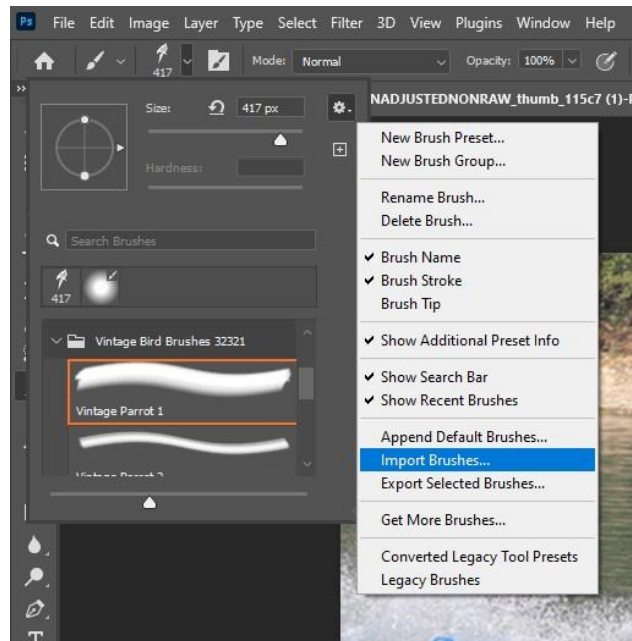 Ps File Edit Image Layer Type Select Filter 3D View Plugins Window Help
417 Mode: Normal Opacity: 100%
NADJUSTEDNONRAW_thumb_115c7 (1)-
Size: 417 px
Hardness:
Search Brushes
417
Vintage Bird Brushes 32321
Vintage Parrot 1
Vintage Parrot 2
New Brush Preset...
New Brush Group...
Rename Brush...
Delete Brush...
Brush Name
Brush Stroke
Brush Tip
Show Additional Preset Info
Show Search Bar
Show Recent Brushes
Append Default Brushes...
Import Brushes...
Export Selected Brushes...
Get More Brushes...
Converted Legacy Tool Presets
Legacy Brushes
T